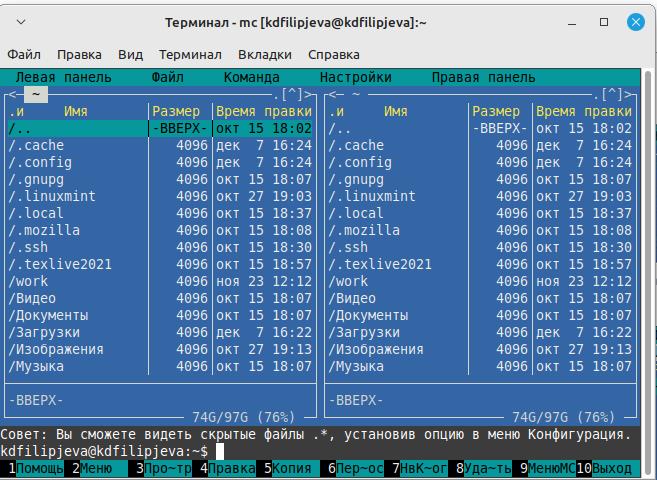 Терминал - mc [kdfilipjeva@kdfilipjeva]:~
Файл Правка Вид Терминал Вкладки Справка
Левая панель Файл Команда Настройки Правая панель
<─ ~ .[^]> <─ ~ .[^]>
.и Имя Размер Время правки .и Имя Размер Время правки
/.. -ВВЕРХ- окт 15 18:02 /.. -ВВЕРХ- окт 15 18:02
/.cache 4096 дек 7 16:24 /.cache 4096 дек 7 16:24
/.config 4096 дек 7 16:24 /.config 4096 дек 7 16:24
/.gnupg 4096 окт 15 18:07 /.gnupg 4096 окт 15 18:07
/.linuxmint 4096 окт 27 19:03 /.linuxmint 4096 окт 27 19:03
/.local 4096 окт 15 18:37 /.local 4096 окт 15 18:37
/.mozilla 4096 окт 15 18:08 /.mozilla 4096 окт 15 18:08
/.ssh 4096 окт 15 18:30 /.ssh 4096 окт 15 18:30
/.texlive2021 4096 окт 15 18:57 /.texlive2021 4096 окт 15 18:57
/work 4096 ноя 23 12:12 /work 4096 ноя 23 12:12
/Видео 4096 окт 15 18:07 /Видео 4096 окт 15 18:07
/Документы 4096 окт 15 18:07 /Документы 4096 окт 15 18:07
/Загрузки 4096 дек 7 16:22 /Загрузки 4096 дек 7 16:22
/Изображения 4096 окт 27 19:13 /Изображения 4096 окт 27 19:13
/Музыка 4096 окт 15 18:07 /Музыка 4096 окт 15 18:07
-ВВЕРХ- -ВВЕРХ-
74G/97G (76%) 74G/97G (76%)
Совет: Вы сможете видеть скрытые файлы .*, установив опцию в меню Конфигурация.
kdfilipjeva@kdfilipjeva:~$
1Помощь 2Меню 3Про~тр 4Правка 5Копия 6Пер~ос 7НвК~ог 8Уда~ть 9МенюMC 10Выход